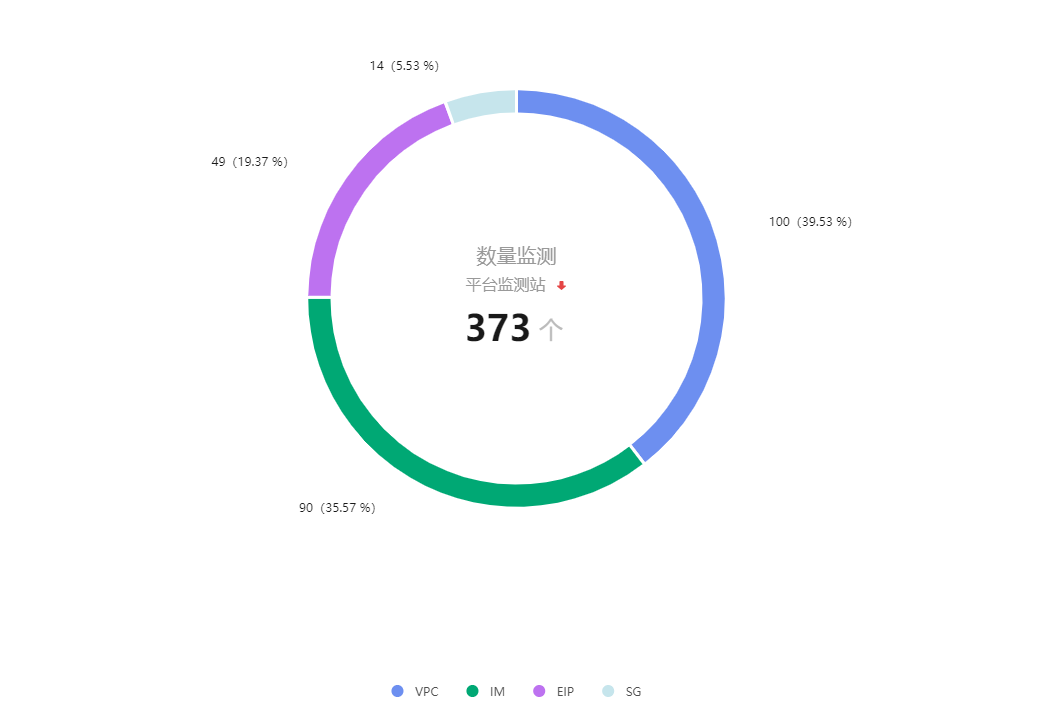 14（5.53 %）
49（19.37 %）
100（39.53 %）
数量监测
平台监测站
373 个
90（35.57 %）
VPC IM EIP SG